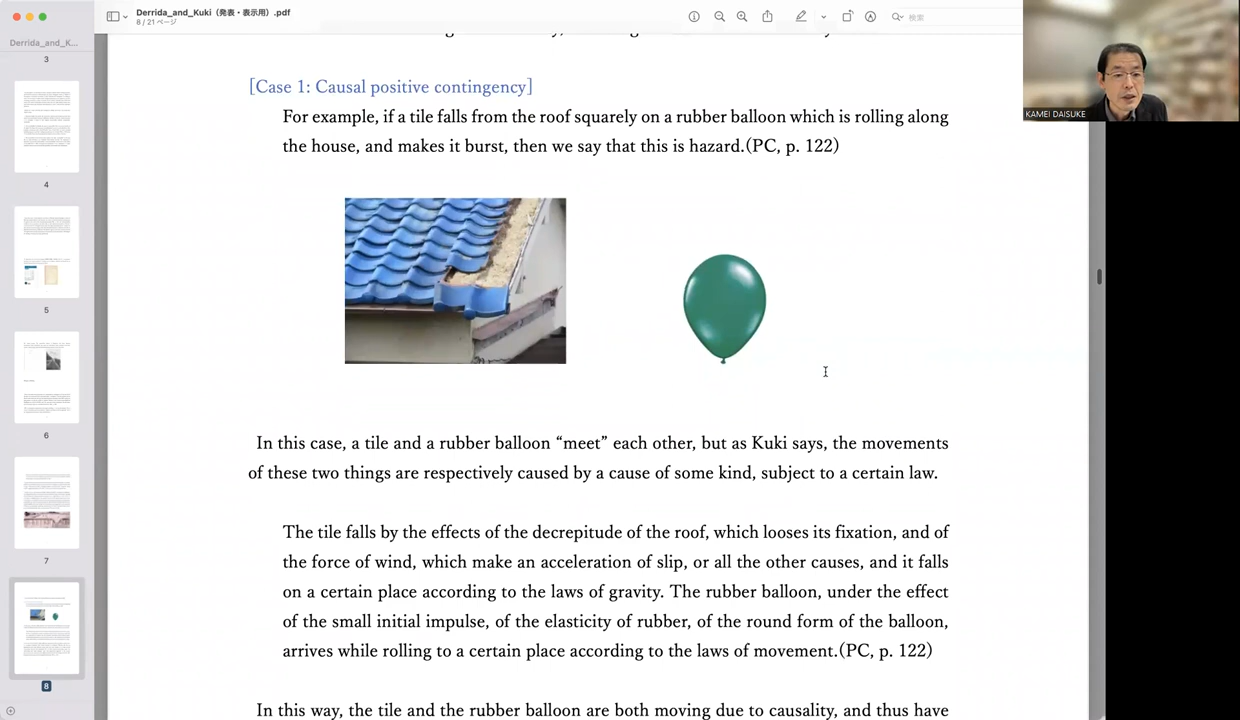 Derrida_and_Kuki（発表・表示用）.pdf
8 / 21 ページ
検索
Derrida_and_K...
3
4
5
6
7
8
KAMEI DAISUKE
[Case 1: Causal positive contingency]
For example, if a tile falls from the roof squarely on a rubber balloon which is rolling along
the house, and makes it burst, then we say that this is hazard.(PC, p. 122)
In this case, a tile and a rubber balloon “meet” each other, but as Kuki says, the movements
of these two things are respectively caused by a cause of some kind, subject to a certain law.
The tile falls by the effects of the decrepitude of the roof, which looses its fixation, and of
the force of wind, which make an acceleration of slip, or all the other causes, and it falls
on a certain place according to the laws of gravity. The rubber balloon, under the effect
of the small initial impulse, of the elasticity of rubber, of the round form of the balloon,
arrives while rolling to a certain place according to the laws of movement.(PC, p. 122)
In this way, the tile and the rubber balloon are both moving due to causality, and thus have